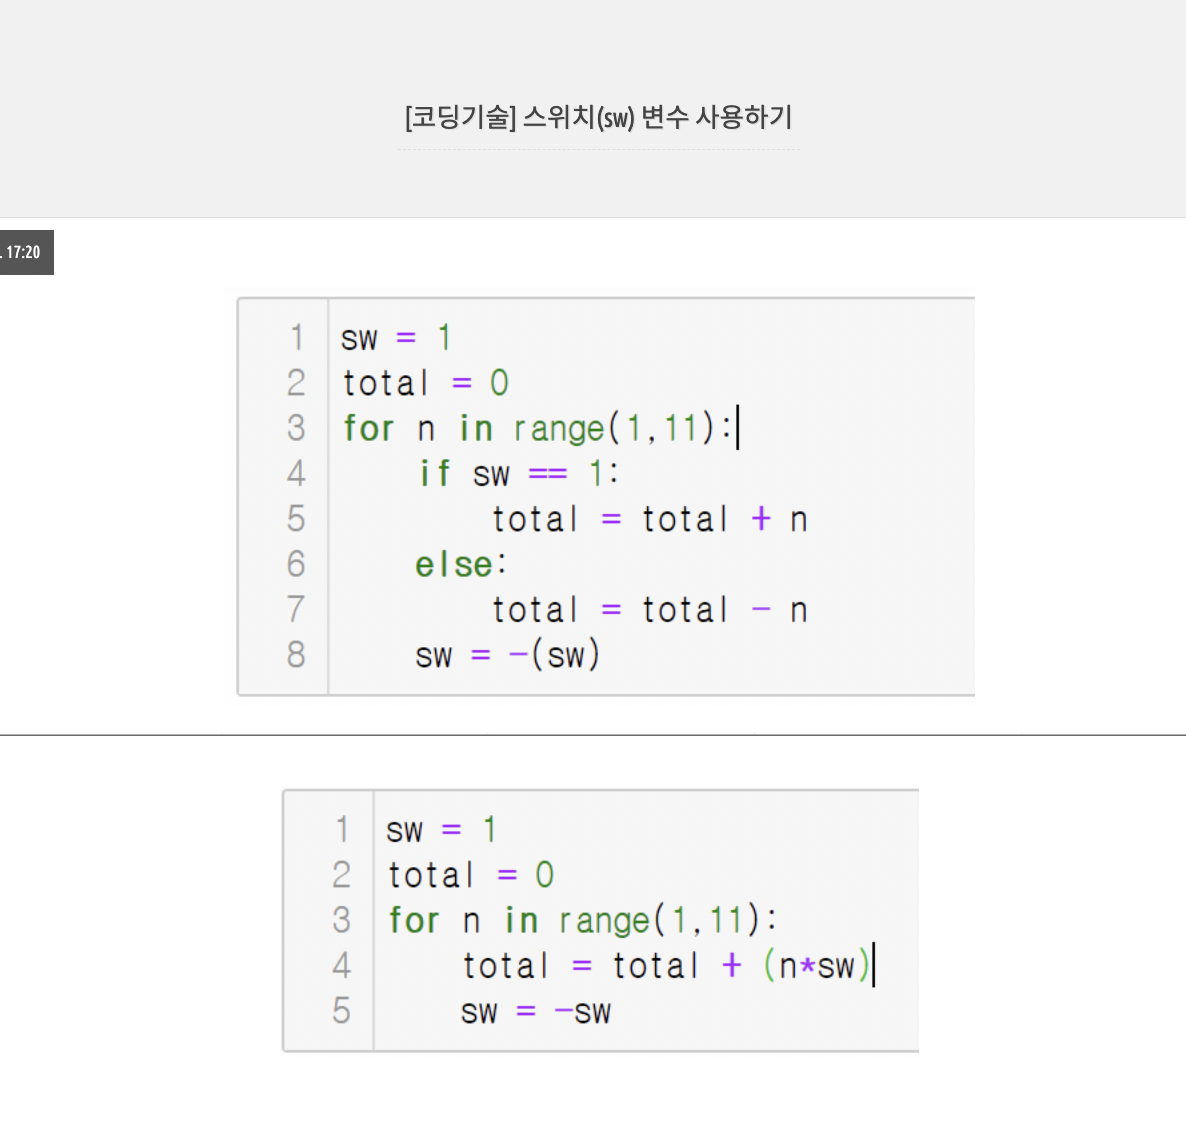 [코딩기술] 스위치(sw) 변수 사용하기
. 17:20
1 sw = 1
2 total = 0
3 for n in range(1,11):
4     if sw == 1:
5         total = total + n
6     else:
7         total = total - n
8     sw = -(sw)
1 sw = 1
2 total = 0
3 for n in range(1,11):
4     total = total + (n*sw)
5     sw = -sw